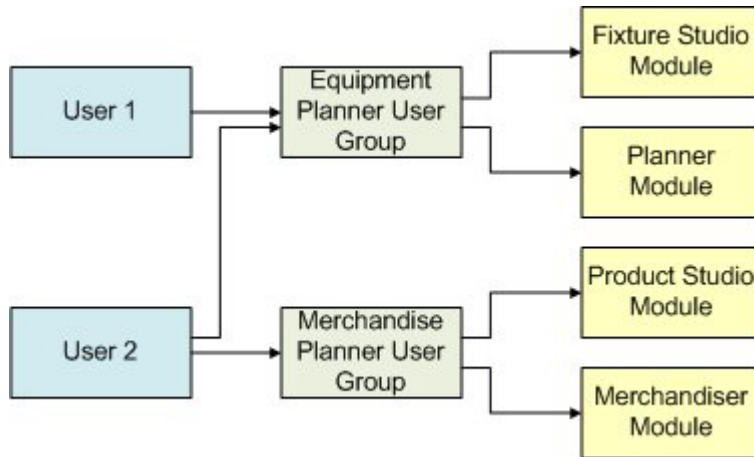 User 1
Equipment
Planner User
Group
Fixture Studio
Module
Planner
Module
User 2
Merchandise
Planner User
Group
Product Studio
Module
Merchandiser
Module